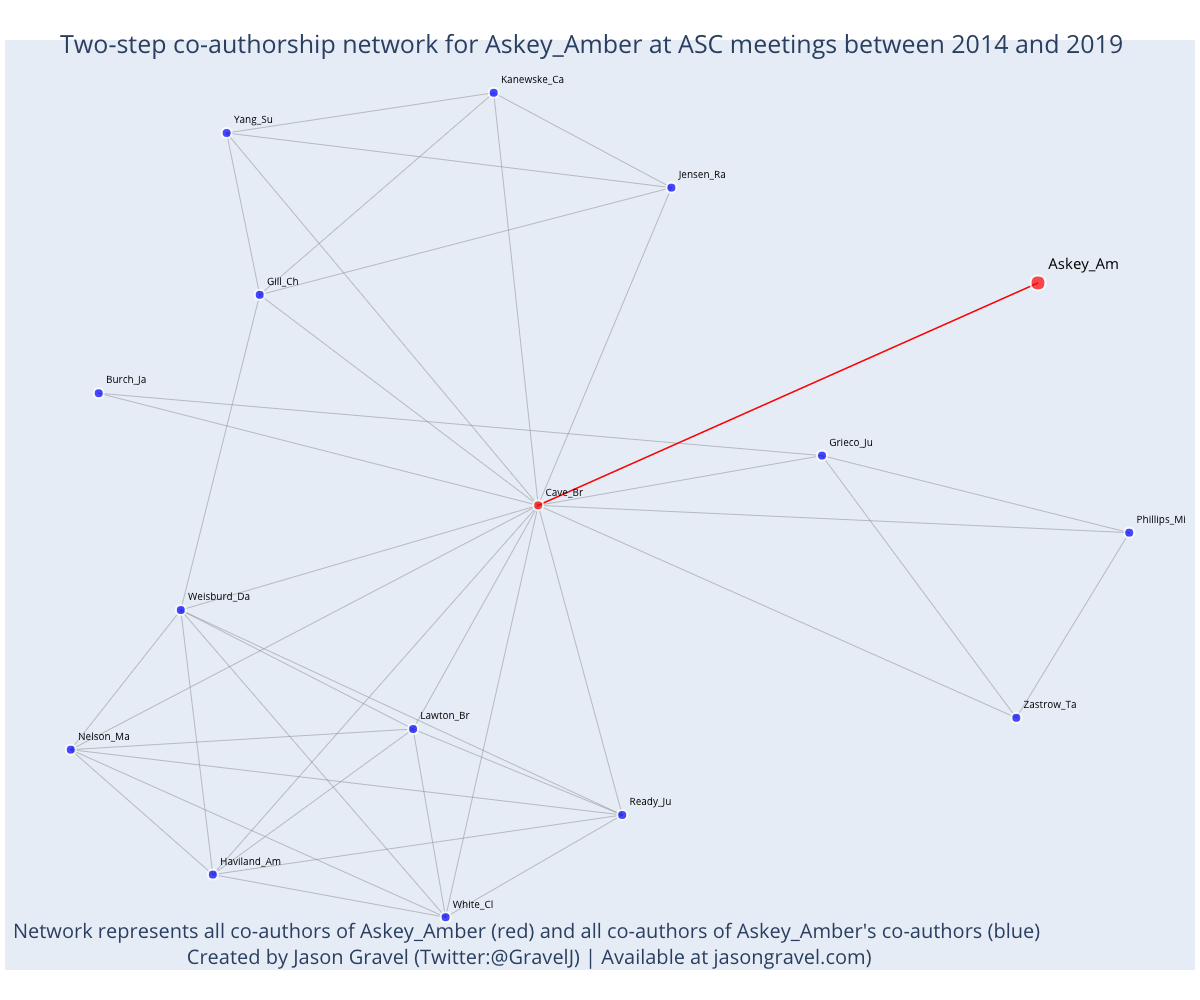 Two-step co-authorship network for Askey_Amber at ASC meetings between 2014 and 2019
Kanewske_Ca
Yang_Su
Jensen_Ra
Askey_Am
Gill_Ch
Burch_Ja
Grieco_Ju
Cave_Br
Phillips_Mi
Weisburd_Da
Zastrow_Ta
Lawton_Br
Nelson_Ma
Ready_Ju
Haviland_Am
White_Cl
Network represents all co-authors of Askey_Amber (red) and all co-authors of Askey_Amber's co-authors (blue)
Created by Jason Gravel (Twitter:@GravelJ) | Available at jasongravel.com)